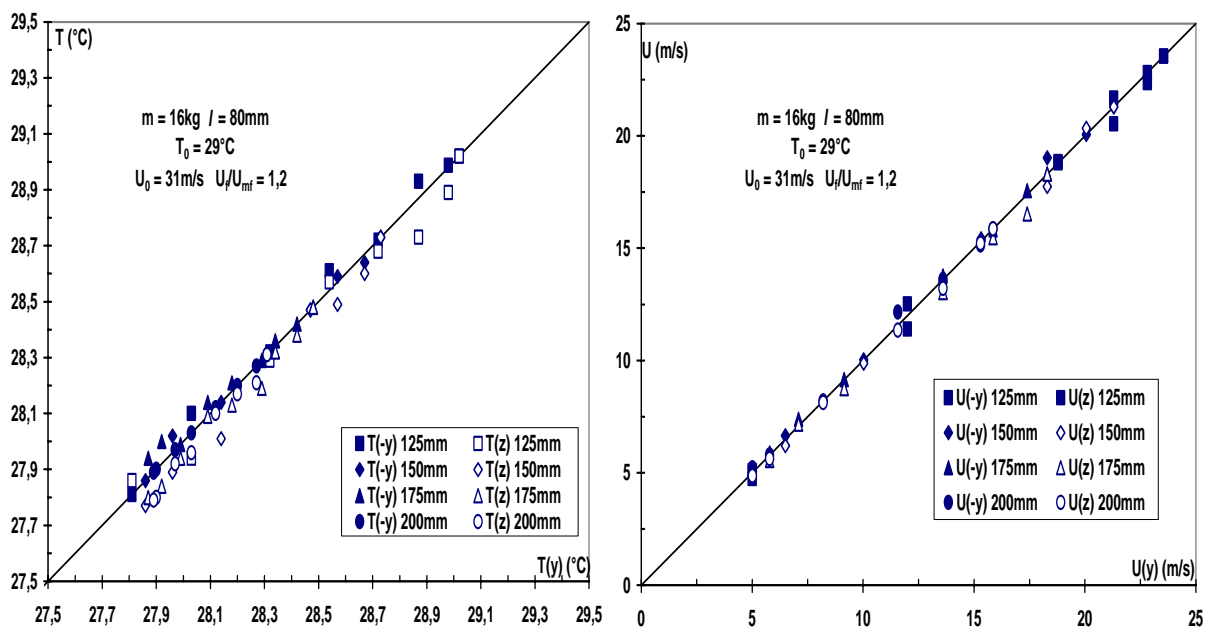 29,5
29,3
29,1
28,9
28,7
28,5
28,3
28,1
27,9
27,7
27,5
T (°C)
m = 16kg l = 80mm
T0 = 29°C
U0 = 31m/s Uf/Umf = 1,2
T(-y) 125mm T(z) 125mm
T(-y) 150mm T(z) 150mm
T(-y) 175mm T(z) 175mm
T(-y) 200mm T(z) 200mm
T(y) (°C)
27,5 27,7 27,9 28,1 28,3 28,5 28,7 28,9 29,1 29,3 29,5
25
20
15
10
5
0
U (m/s)
m = 16kg l = 80mm
T0 = 29°C
U0 = 31m/s Uf/Umf = 1,2
U(-y) 125mm U(z) 125mm
U(-y) 150mm U(z) 150mm
U(-y) 175mm U(z) 175mm
U(-y) 200mm U(z) 200mm
U(y) (m/s)
0 5 10 15 20 25